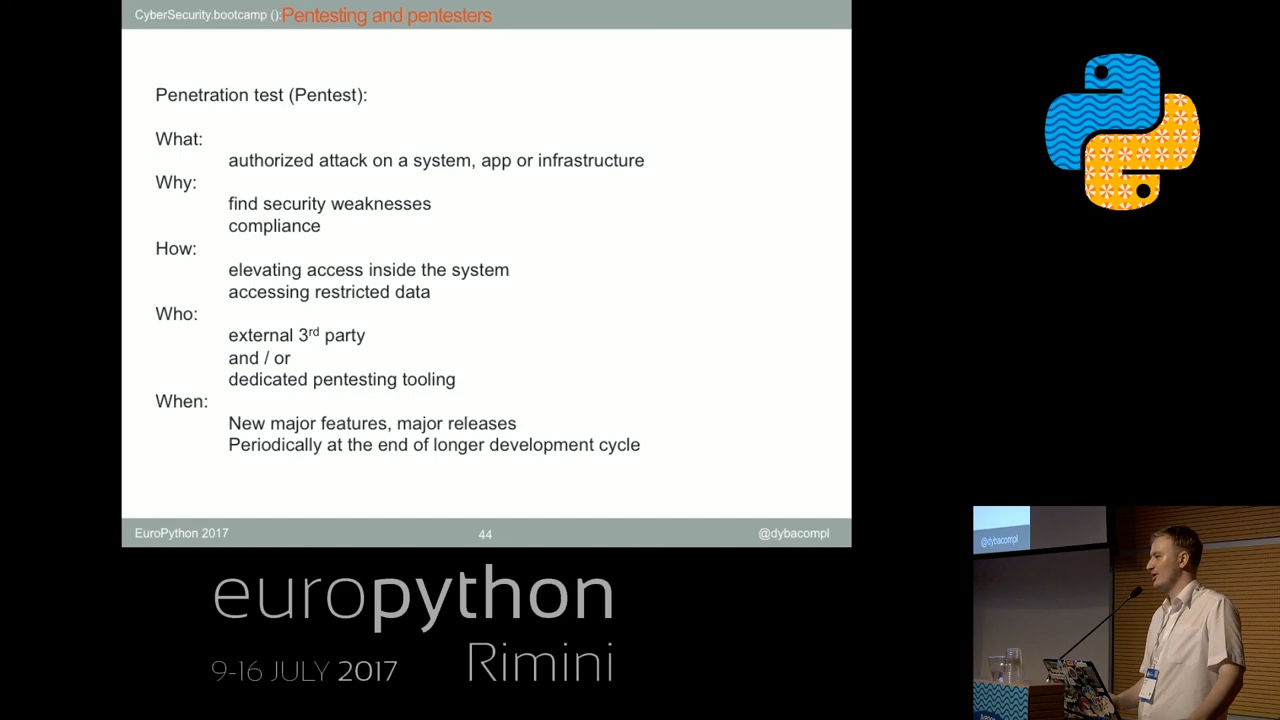 CyberSecurity.bootcamp (): Pentesting and pentesters
Penetration test (Pentest):
What:
authorized attack on a system, app or infrastructure
Why:
find security weaknesses
compliance
How:
elevating access inside the system
accessing restricted data
Who:
external 3rd party
and / or
dedicated pentesting tooling
When:
New major features, major releases
Periodically at the end of longer development cycle
EuroPython 2017
44
@dybacompl
europython
Rimini
9-16 JULY 2017
@dybacompl